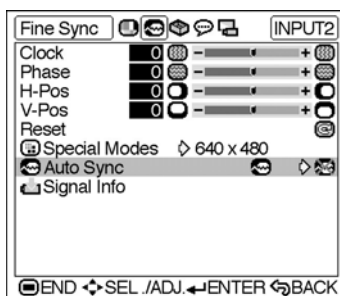 Fine Sync INPUT2
Clock 0 - +
Phase 0 - +
H-Pos 0 - +
V-Pos 0 - +
Reset
Special Modes 640 x 480
Auto Sync
Signal Info
END SEL./ADJ. ENTER BACK